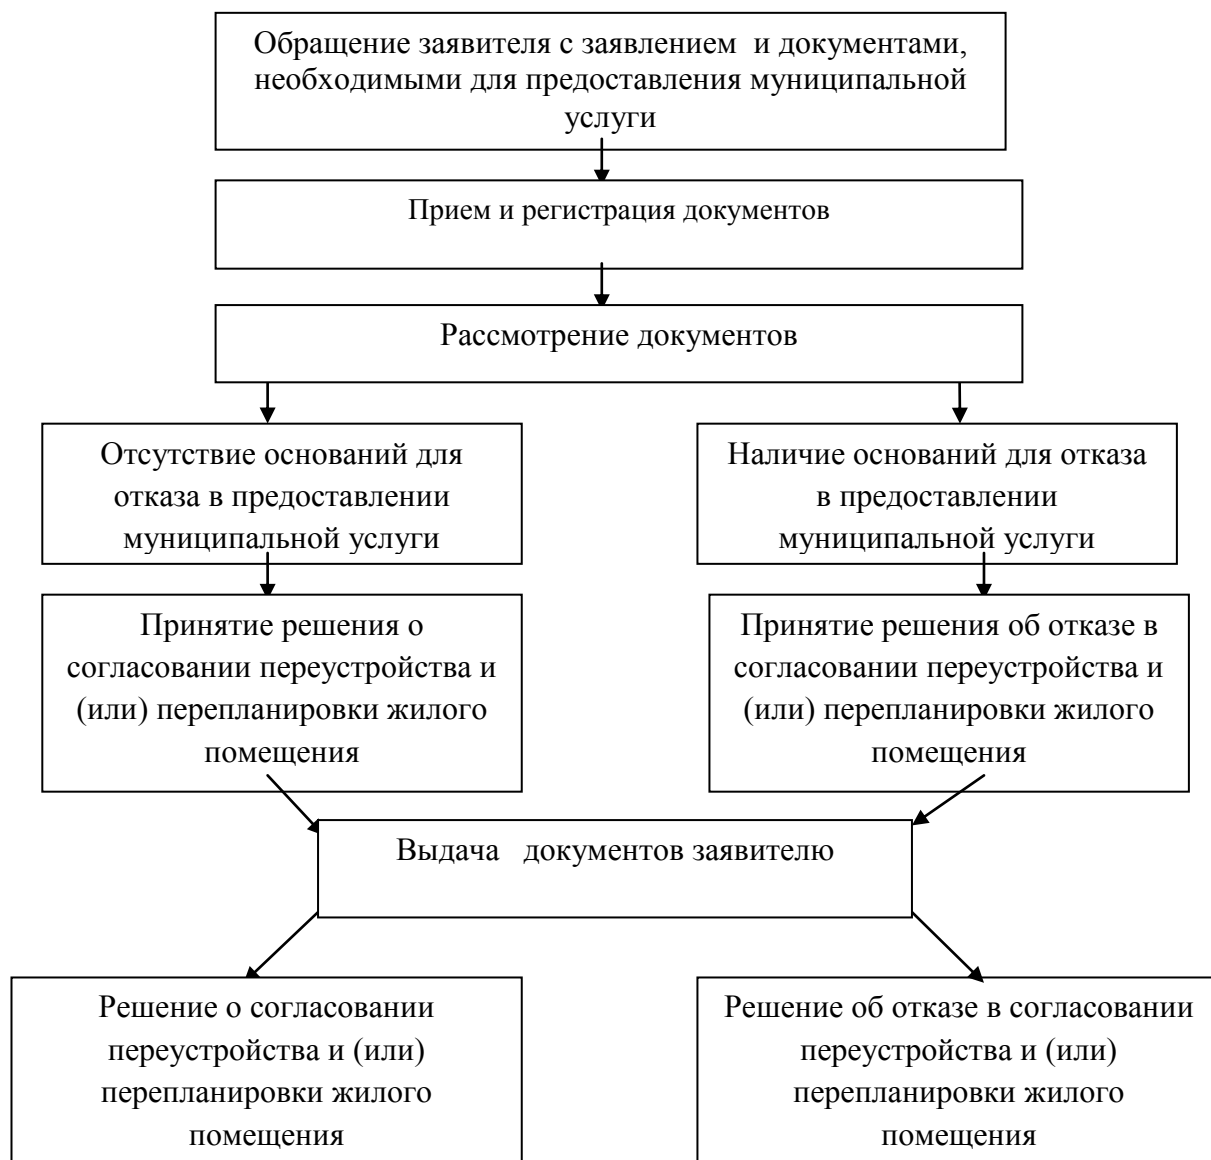 Обращение заявителя с заявлением и документами,
необходимыми для предоставления муниципальной
услуги
Прием и регистрация документов
Рассмотрение документов
Отсутствие оснований для
отказа в предоставлении
муниципальной услуги
Наличие оснований для отказа
в предоставлении
муниципальной услуги
Принятие решения о
согласовании переустройства и
(или) перепланировки жилого
помещения
Принятие решения об отказе в
согласовании переустройства и
(или) перепланировки жилого
помещения
Выдача документов заявителю
Решение о согласовании
переустройства и (или)
перепланировки жилого
помещения
Решение об отказе в согласовании
переустройства и (или)
перепланировки жилого
помещения